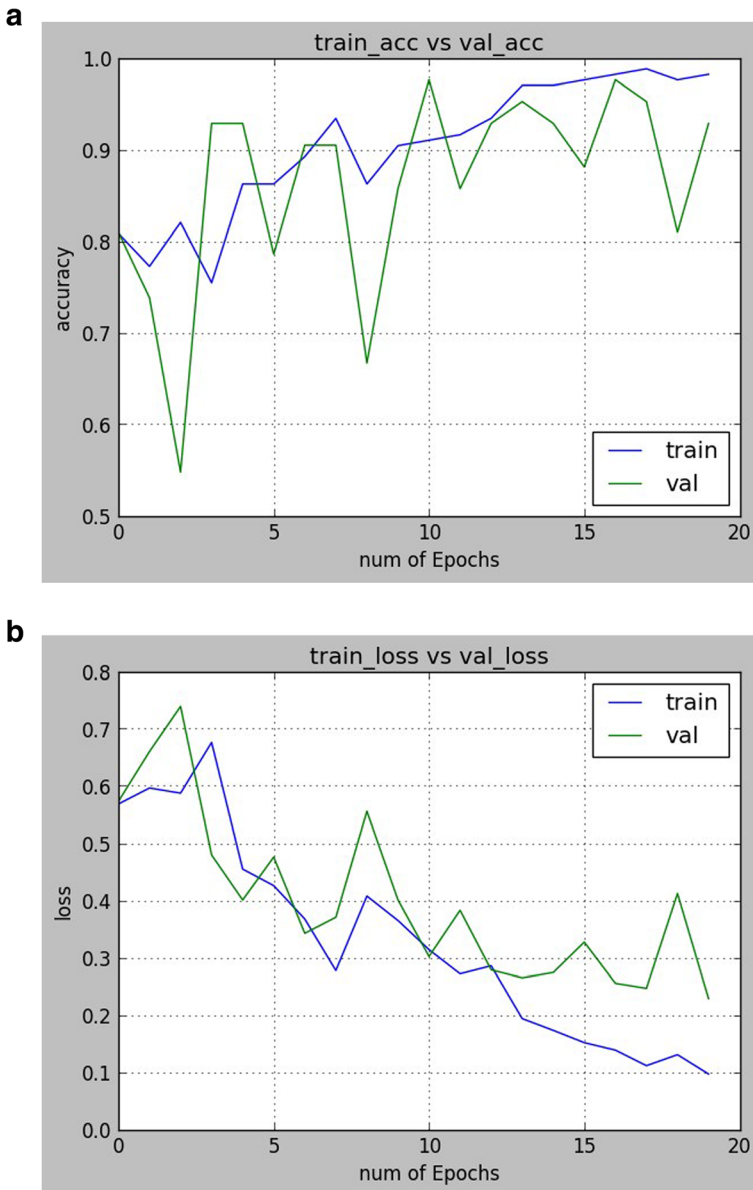 a
train_acc vs val_acc
1.0
0.9
0.8
0.7
0.6
0.5
accuracy
train
val
0 5 10 15 20
num of Epochs
b
train_loss vs val_loss
0.8
0.7
0.6
0.5
0.4
0.3
0.2
0.1
0.0
loss
train
val
0 5 10 15 20
num of Epochs